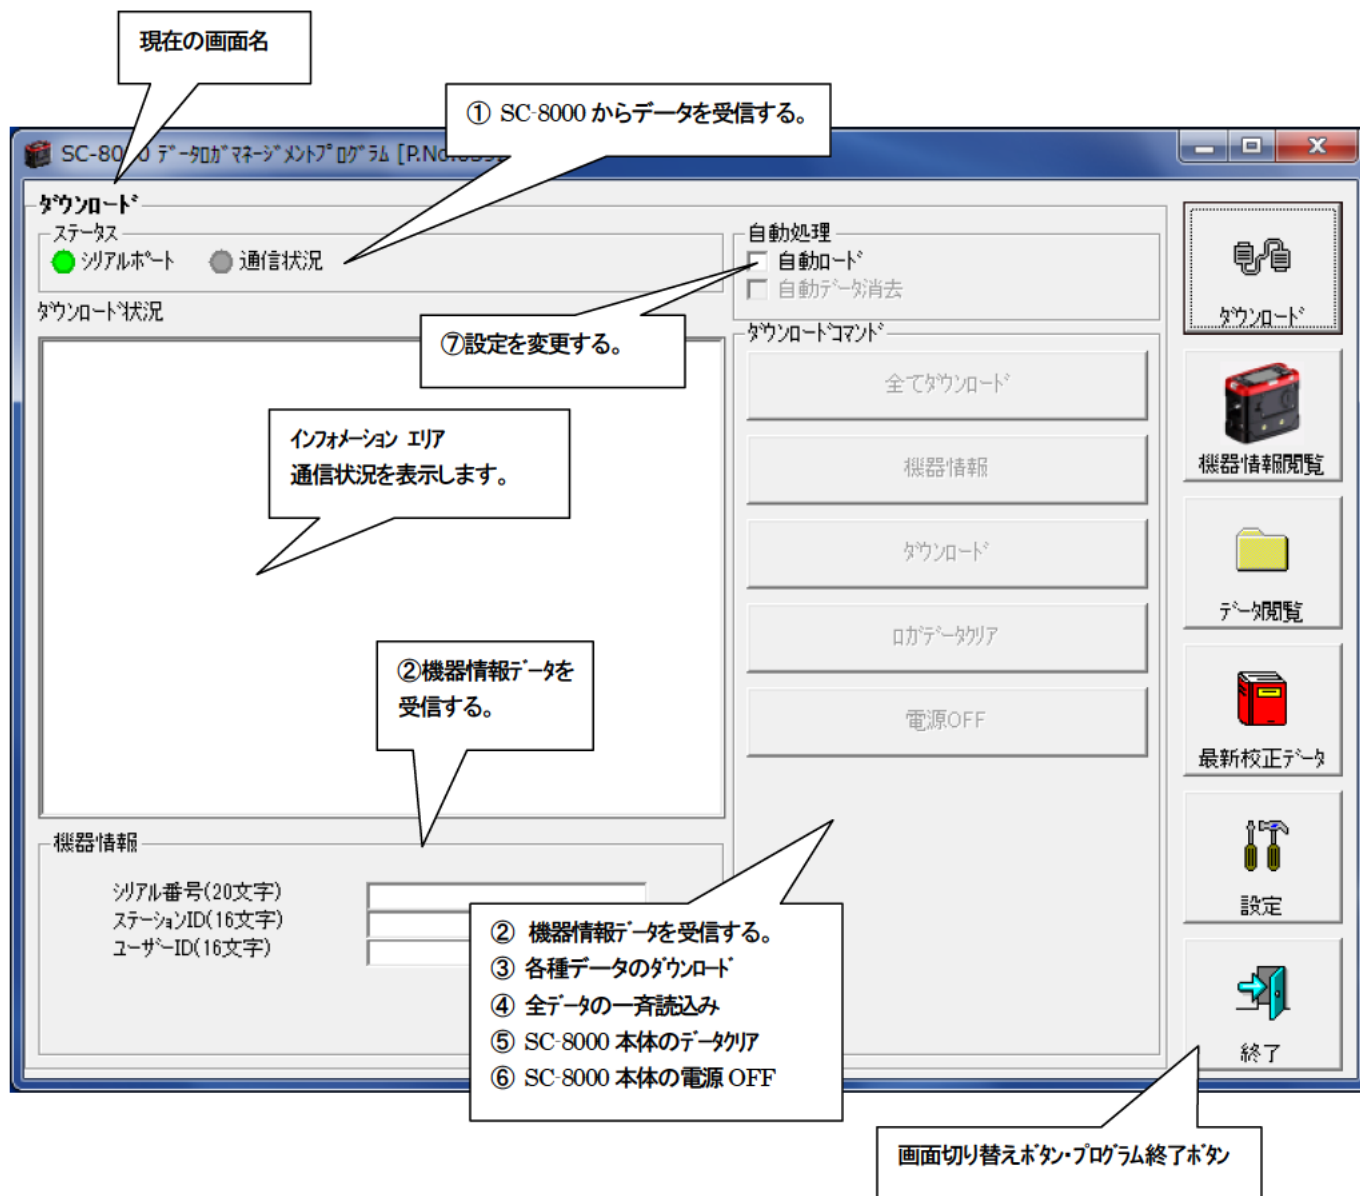 現在の画面名
① SC-8000 からデータを受信する。
SC-80 0 ﾃﾞｰﾀﾛｶﾞﾏﾈｰｼﾞﾒﾝﾄﾌﾟﾛｸﾞﾗﾑ [P.No.
ﾀﾞｳﾝﾛｰﾄﾞ
ｽﾃｰﾀｽ
ｼﾘｱﾙﾎﾟｰﾄ 通信状況
自動処理
自動ﾛｰﾄﾞ
自動ﾃﾞｰﾀ消去
ﾀﾞｳﾝﾛｰﾄﾞ状況
⑦設定を変更する。
ﾀﾞｳﾝﾛｰﾄﾞｺﾏﾝﾄﾞ
全てﾀﾞｳﾝﾛｰﾄﾞ
機器情報
ﾀﾞｳﾝﾛｰﾄﾞ
ﾛｶﾞﾃﾞｰﾀｸﾘｱ
電源OFF
ｲﾝﾌｫﾒｰｼｮﾝ ｴﾘｱ
通信状況を表示します。
②機器情報ﾃﾞｰﾀを
受信する。
機器情報
ｼﾘｱﾙ番号(20文字)
ｽﾃｰｼｮﾝID(16文字)
ﾕｰｻﾞｰID(16文字)
② 機器情報ﾃﾞｰﾀを受信する。
③ 各種データのﾀﾞｳﾝﾛｰﾄﾞ
④ 全ﾃﾞｰﾀの一斉読込み
⑤ SC-8000 本体のﾃﾞｰﾀｸﾘｱ
⑥ SC-8000 本体の電源 OFF
ﾀﾞｳﾝﾛｰﾄﾞ
機器情報閲覧
ﾃﾞｰﾀ閲覧
最新校正ﾃﾞｰﾀ
設定
終了
画面切り替えﾎﾞﾀﾝ・ﾌﾟﾛｸﾞﾗﾑ終了ﾎﾞﾀﾝ